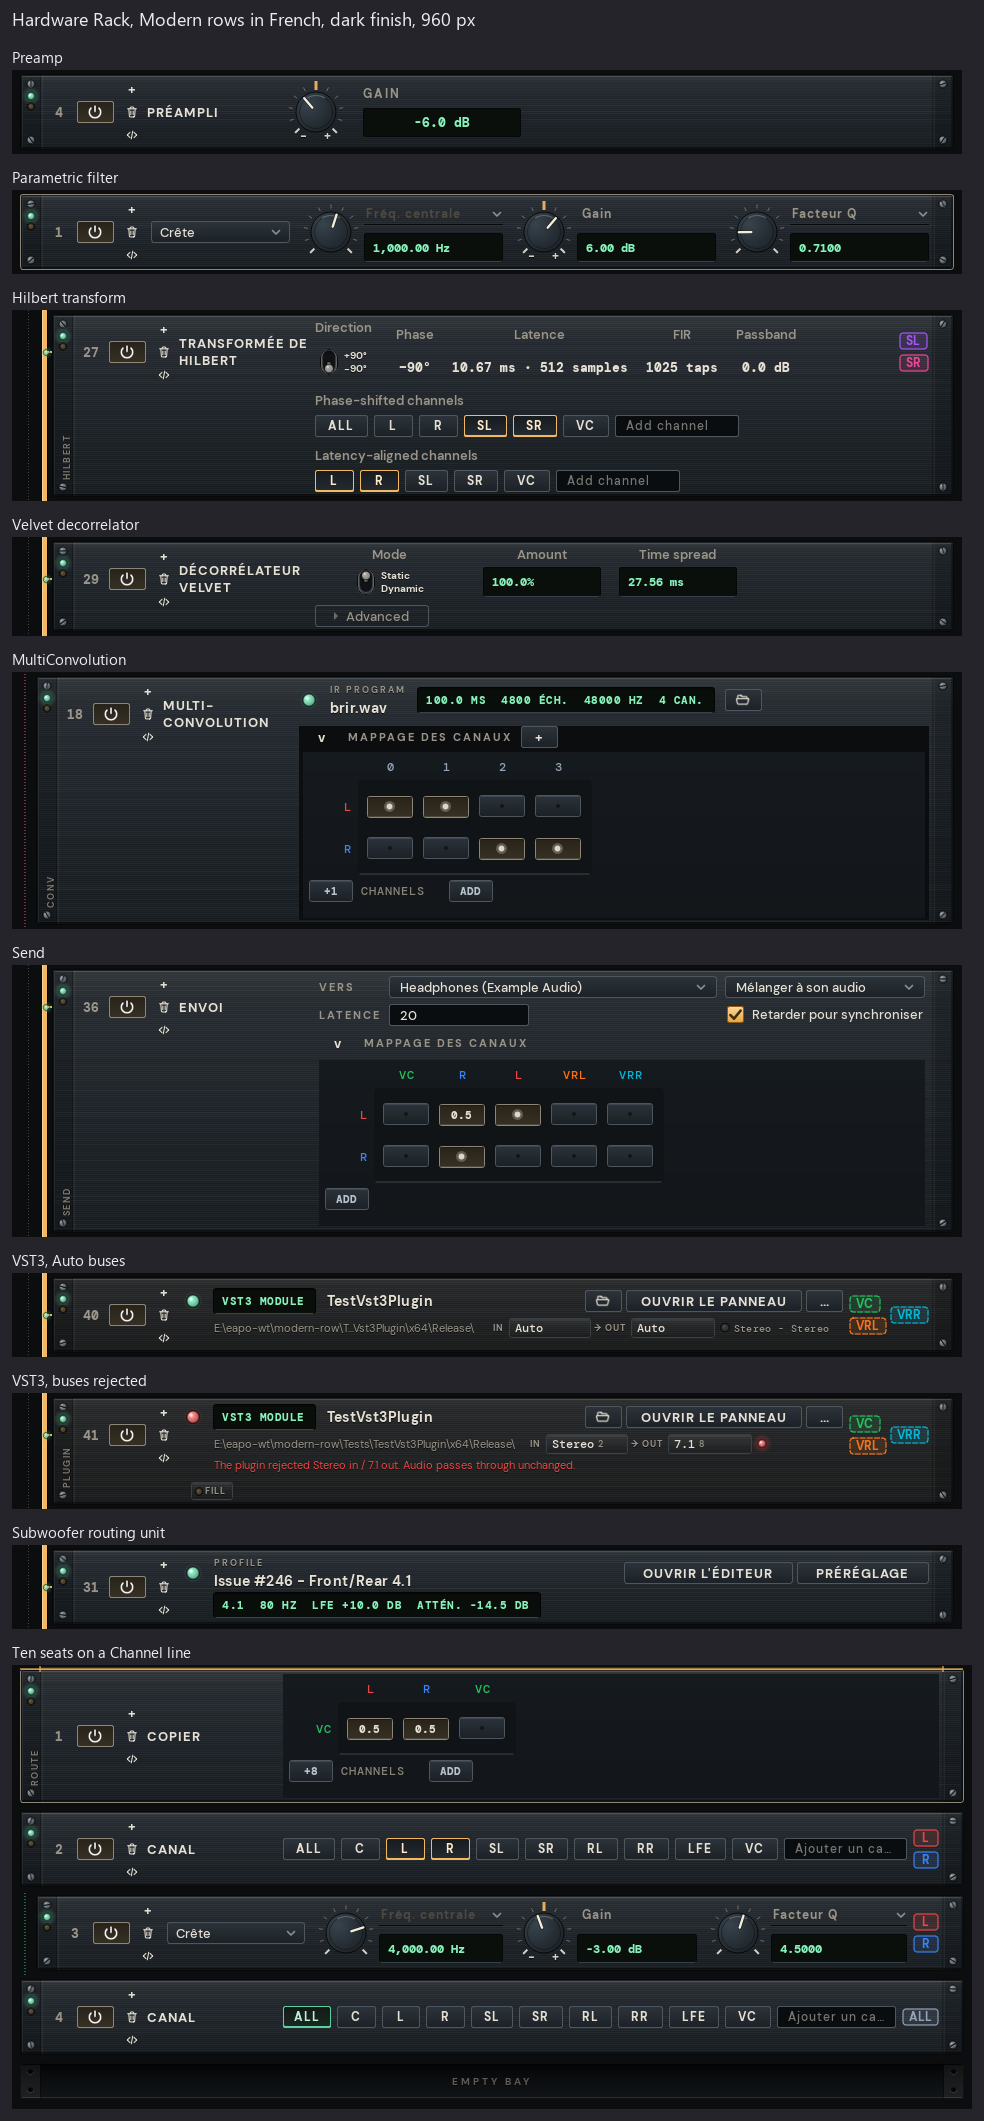 Hardware Rack, Modern rows in French, dark finish, 960 px
Preamp
4 PRÉAMPLI
GAIN
-6.0 dB
- +
Parametric filter
1 Crête
Fréq. centrale
1,000.00 Hz
Gain
6.00 dB
- +
Facteur Q
0.7100
Hilbert transform
27 TRANSFORMÉE DE
HILBERT
Direction
+90°
-90°
Phase
-90°
Latence
10.67 ms · 512 samples
FIR
1025 taps
Passband
0.0 dB
SL
SR
Phase-shifted channels
ALL L R SL SR VC Add channel
Latency-aligned channels
L R SL SR VC Add channel
HILBERT
Velvet decorrelator
29 DÉCORRÉLATEUR
VELVET
Mode
Static
Dynamic
Amount
100.0%
Time spread
27.56 ms
Advanced
MultiConvolution
18 MULTI-
CONVOLUTION
IR PROGRAM
brir.wav
100.0 MS 4800 ÉCH. 48000 HZ 4 CAN.
v MAPPAGE DES CANAUX +
0 1 2 3
L
R
+1 CHANNELS ADD
CONV
Send
36 ENVOI
VERS Headphones (Example Audio) Mélanger à son audio
LATENCE 20 Retarder pour synchroniser
v MAPPAGE DES CANAUX
VC R L VRL VRR
L 0.5
R
ADD
SEND
VST3, Auto buses
40 VST3 MODULE TestVst3Plugin OUVRIR LE PANNEAU ...
E:\eapo-wt\modern-row\T...Vst3Plugin\x64\Release\ IN Auto → OUT Auto Stereo - Stereo
VC
VRL
VRR
VST3, buses rejected
41 VST3 MODULE TestVst3Plugin OUVRIR LE PANNEAU ...
E:\eapo-wt\modern-row\Tests\TestVst3Plugin\x64\Release\ IN Stereo 2 → OUT 7.1 8
The plugin rejected Stereo in / 7.1 out. Audio passes through unchanged.
FILL
VC
VRL
VRR
PLUGIN
Subwoofer routing unit
31 PROFILE
Issue #246 - Front/Rear 4.1
4.1 80 HZ LFE +10.0 DB ATTÉN. -14.5 DB
OUVRIR L'ÉDITEUR PRÉRÉGLAGE
Ten seats on a Channel line
1 COPIER
L R VC
VC 0.5 0.5
+8 CHANNELS ADD
ROUTE
2 CANAL ALL C L R SL SR RL RR LFE VC Ajouter un ca...
L
R
3 Crête
Fréq. centrale
4,000.00 Hz
Gain
-3.00 dB
- +
Facteur Q
4.5000
L
R
4 CANAL ALL C L R SL SR RL RR LFE VC Ajouter un ca... ALL
EMPTY BAY